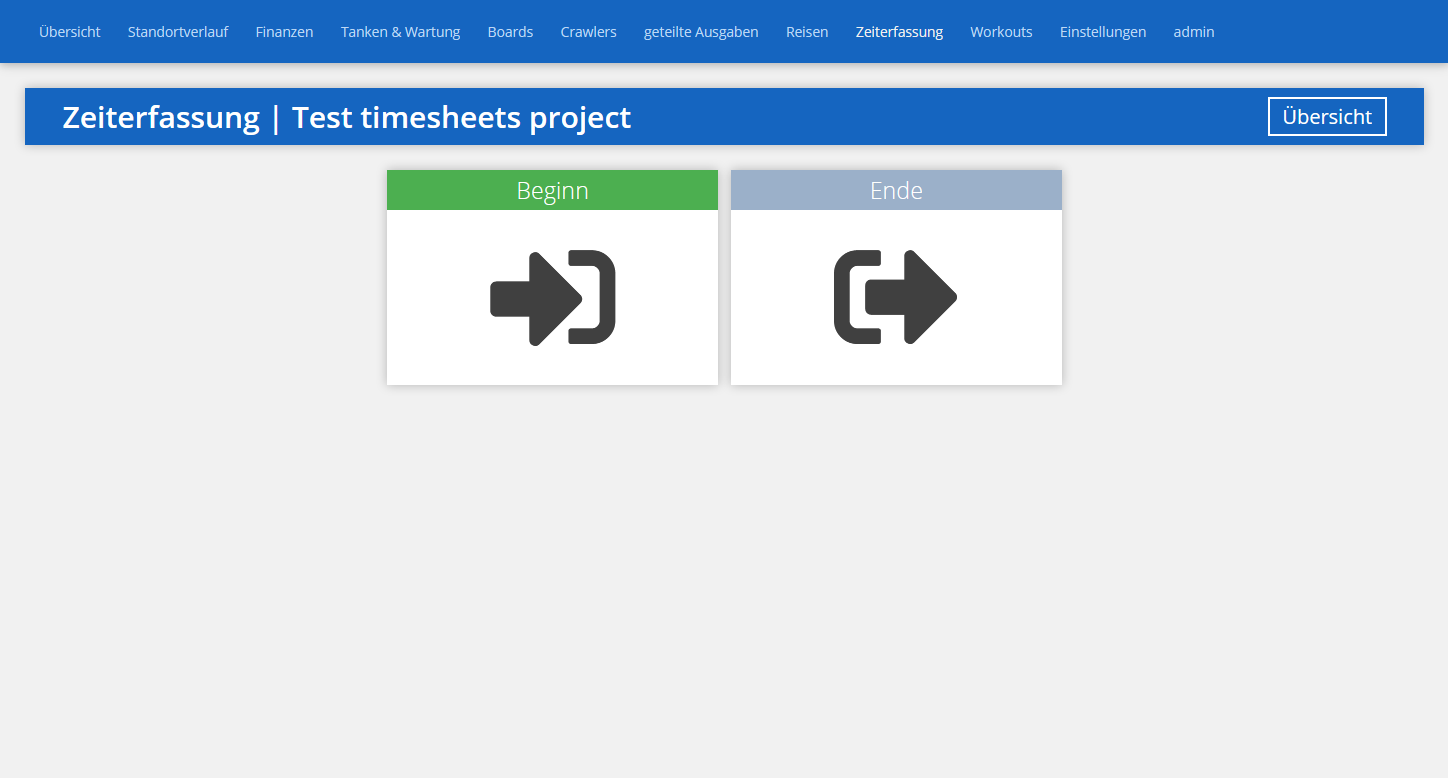 Übersicht Standortverlauf Finanzen Tanken & Wartung Boards Crawlers geteilte Ausgaben Reisen Zeiterfassung Workouts Einstellungen admin
Zeiterfassung | Test timesheets project Übersicht
Beginn Ende